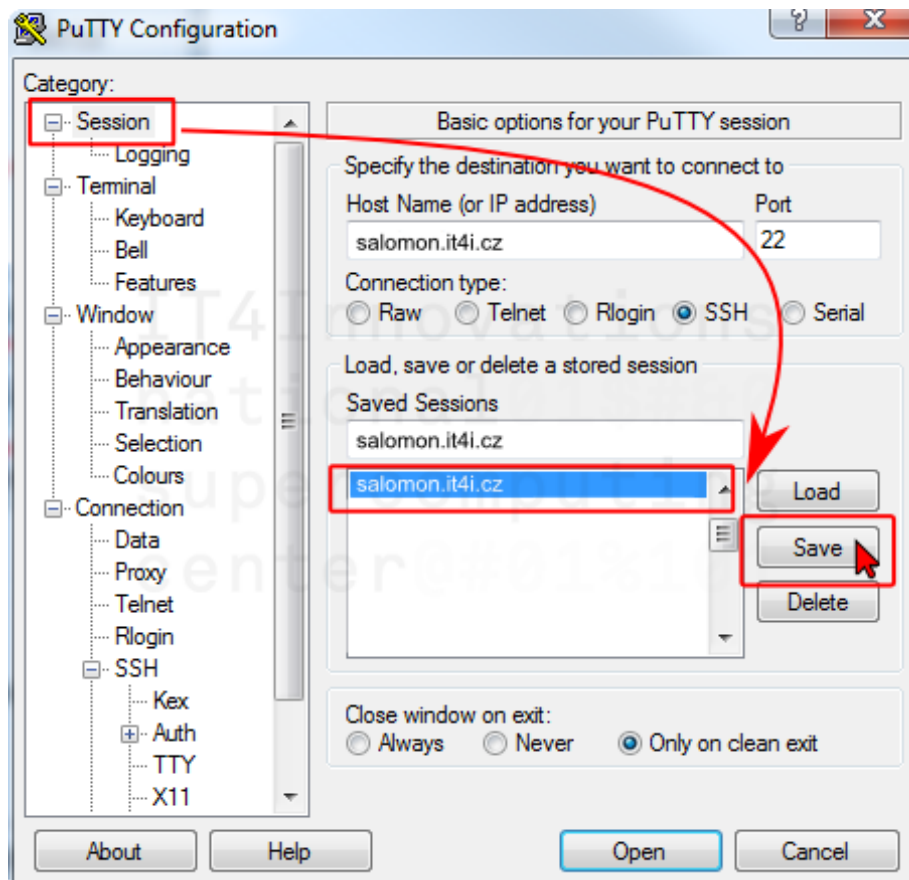 PuTTY Configuration
Category:
Session
Logging
Terminal
Keyboard
Bell
Features
Window
Appearance
Behaviour
Translation
Selection
Colours
Connection
Data
Proxy
Telnet
Rlogin
SSH
Kex
Auth
TTY
X11
Basic options for your PuTTY session
Specify the destination you want to connect to
Host Name (or IP address) Port
salomon.it4i.cz 22
Connection type:
Raw Telnet Rlogin SSH Serial
Load, save or delete a stored session
Saved Sessions
salomon.it4i.cz
salomon.it4i.cz
Load
Save
Delete
Close window on exit:
Always Never Only on clean exit
About Help Open Cancel
IT4Innovations
national
supercomputing
center